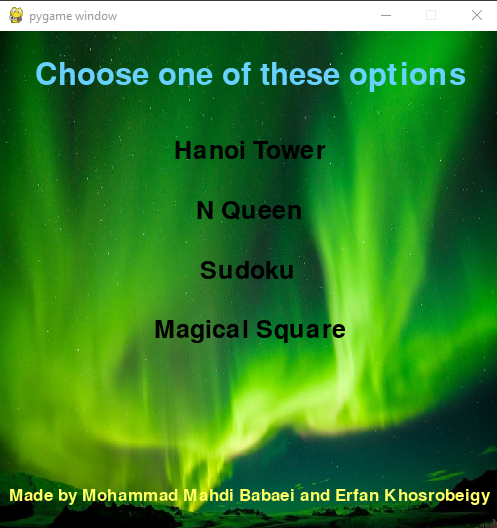 pygame window
Choose one of these options
Hanoi Tower
N Queen
Sudoku
Magical Square
Made by Mohammad Mahdi Babaei and Erfan Khosrobeigy